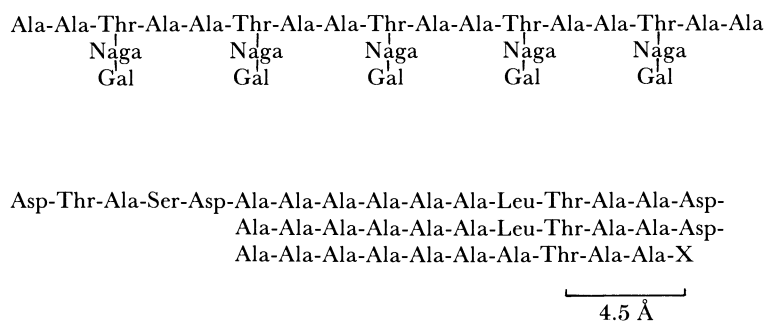 Ala-Ala-Thr-Ala-Ala-Thr-Ala-Ala-Thr-Ala-Ala-Thr-Ala-Ala-Thr-Ala-Ala
Naga Naga Naga Naga Naga
Gal Gal Gal Gal Gal
Asp-Thr-Ala-Ser-Asp-Ala-Ala-Ala-Ala-Ala-Ala-Leu-Thr-Ala-Ala-Asp-
Ala-Ala-Ala-Ala-Ala-Ala-Leu-Thr-Ala-Ala-Asp-
Ala-Ala-Ala-Ala-Ala-Ala-Ala-Thr-Ala-Ala-X
4.5 Å